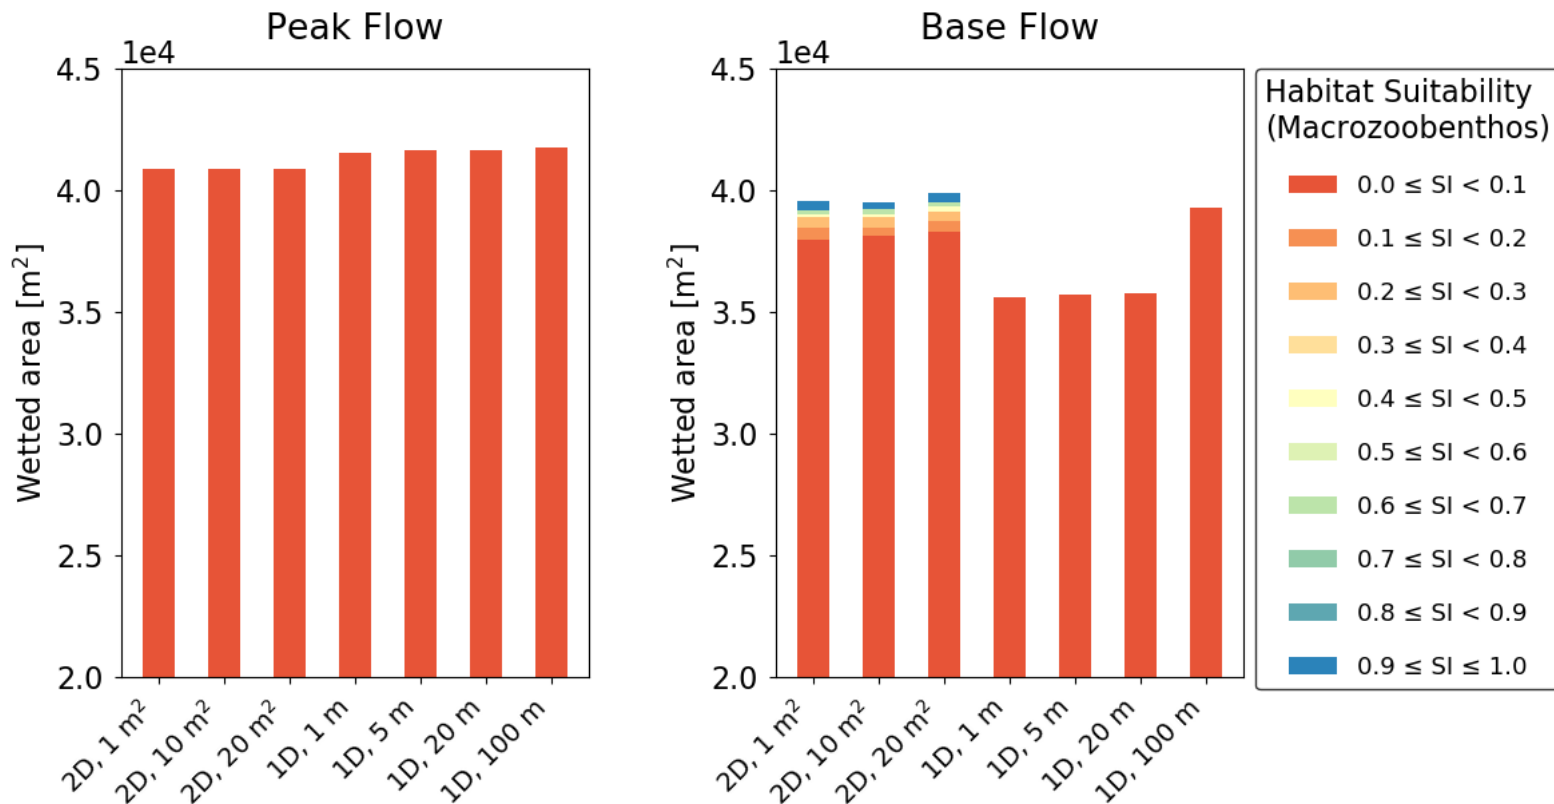 Peak Flow
1e4
4.5
4.0
3.5
3.0
2.5
2.0
Wetted area [m²]
2D, 1 m²
2D, 10 m²
2D, 20 m²
1D, 1 m
1D, 5 m
1D, 20 m
1D, 100 m
Base Flow
1e4
4.5
4.0
3.5
3.0
2.5
2.0
Wetted area [m²]
2D, 1 m²
2D, 10 m²
2D, 20 m²
1D, 1 m
1D, 5 m
1D, 20 m
1D, 100 m
Habitat Suitability
(Macrozoobenthos)
0.0 ≤ SI < 0.1
0.1 ≤ SI < 0.2
0.2 ≤ SI < 0.3
0.3 ≤ SI < 0.4
0.4 ≤ SI < 0.5
0.5 ≤ SI < 0.6
0.6 ≤ SI < 0.7
0.7 ≤ SI < 0.8
0.8 ≤ SI < 0.9
0.9 ≤ SI ≤ 1.0